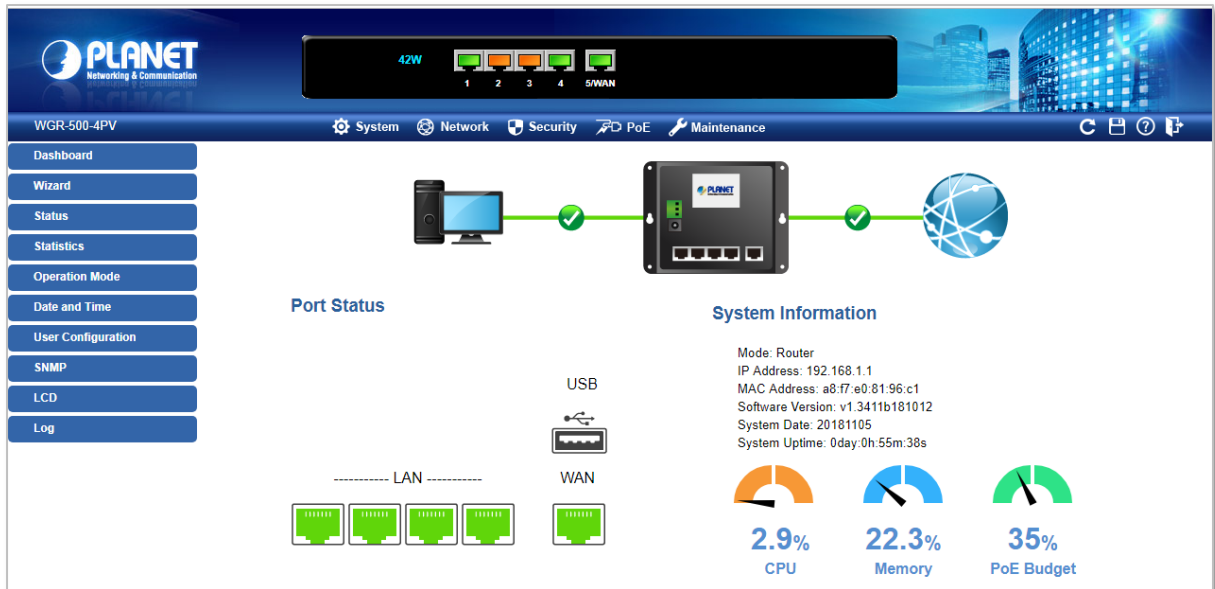 PLANET
Networking & Communication
42W
1 2 3 4 5/WAN
WGR-500-4PV
System Network Security PoE Maintenance
Dashboard
Wizard
Status
Statistics
Operation Mode
Date and Time
User Configuration
SNMP
LCD
Log
PLANET
Port Status
USB
----------- LAN -----------
WAN
System Information
Mode: Router
IP Address: 192.168.1.1
MAC Address: a8:f7:e0:81:96:c1
Software Version: v1.3411b181012
System Date: 20181105
System Uptime: 0day:0h:55m:38s
2.9% 22.3% 35%
CPU Memory PoE Budget